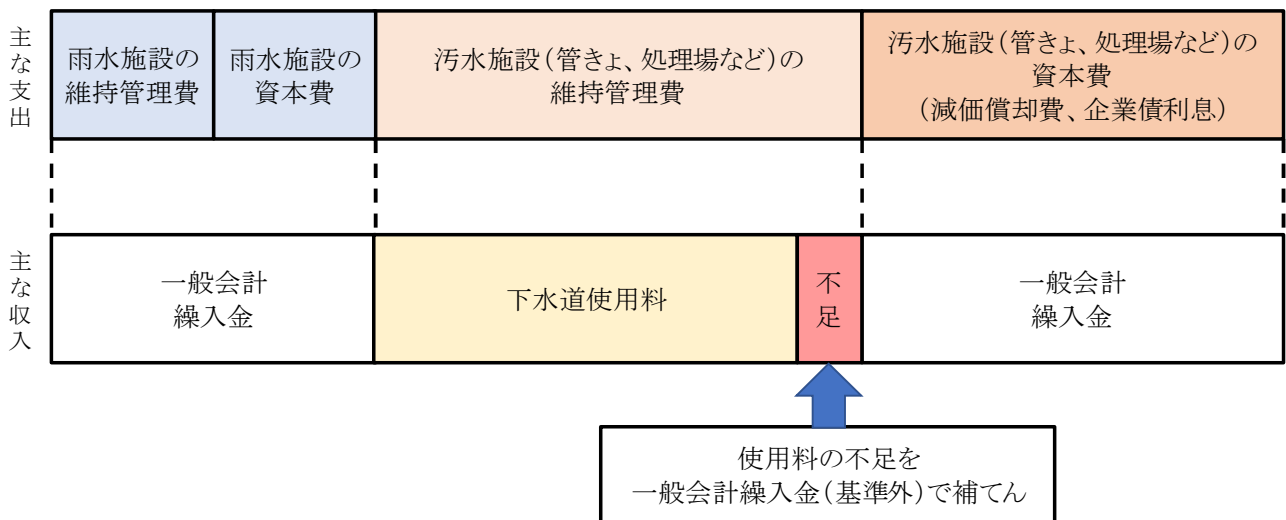 主な支出
雨水施設の
維持管理費
雨水施設の
資本費
汚水施設（管きょ、処理場など）の
維持管理費
汚水施設（管きょ、処理場など）の
資本費
（減価償却費、企業債利息）
主な収入
一般会計
繰入金
下水道使用料
不足
一般会計
繰入金
使用料の不足を
一般会計繰入金（基準外）で補てん